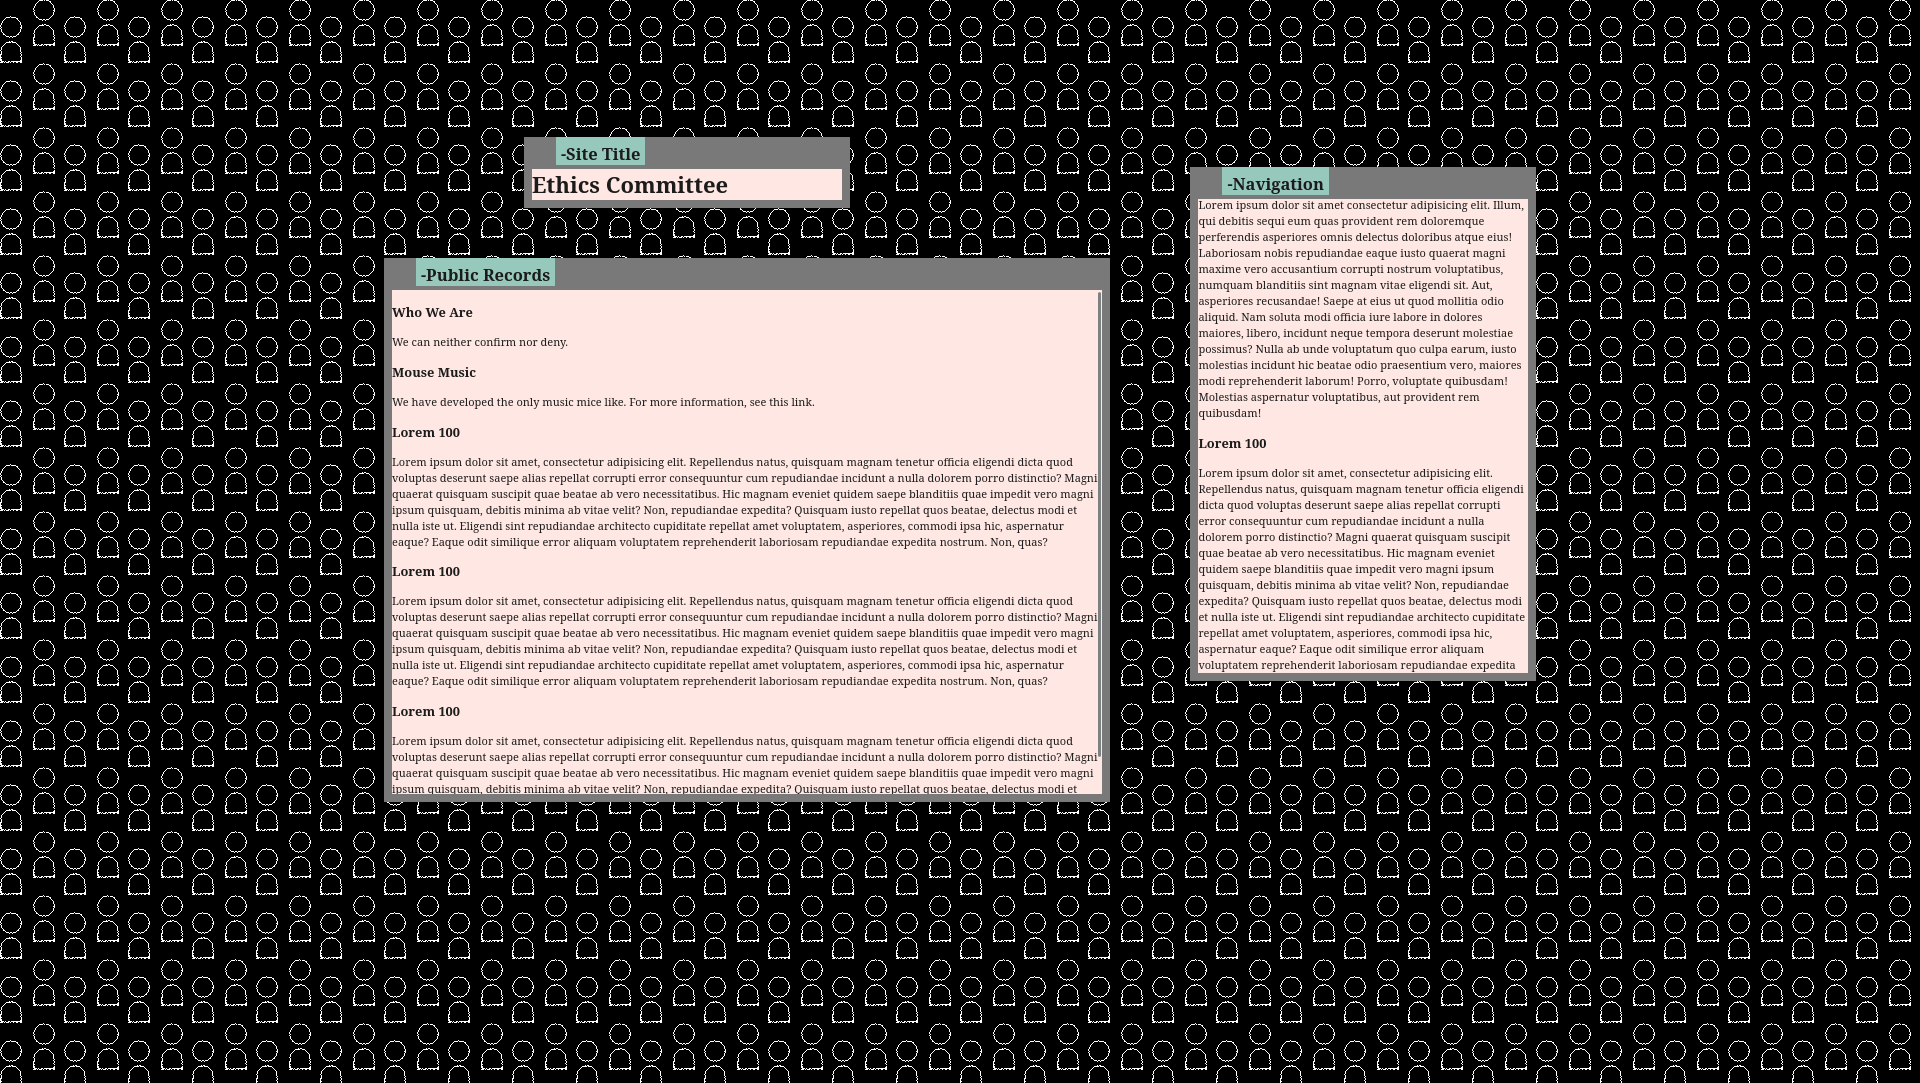 -Site Title
Ethics Committee
-Public Records
Who We Are
We can neither confirm nor deny.
Mouse Music
We have developed the only music mice like. For more information, see this link.
Lorem 100
Lorem ipsum dolor sit amet, consectetur adipisicing elit. Repellendus natus, quisquam magnam tenetur officia eligendi dicta quod
voluptas deserunt saepe alias repellat corrupti error consequuntur cum repudiandae incidunt a nulla dolorem porro distinctio? Magni
quaerat quisquam suscipit quae beatae ab vero necessitatibus. Hic magnam eveniet quidem saepe blanditiis quae impedit vero magni
ipsum quisquam, debitis minima ab vitae velit? Non, repudiandae expedita? Quisquam iusto repellat quos beatae, delectus modi et
nulla iste ut. Eligendi sint repudiandae architecto cupiditate repellat amet voluptatem, asperiores, commodi ipsa hic, aspernatur
eaque? Eaque odit similique error aliquam voluptatem reprehenderit laboriosam repudiandae expedita nostrum. Non, quas?
Lorem 100
Lorem ipsum dolor sit amet, consectetur adipisicing elit. Repellendus natus, quisquam magnam tenetur officia eligendi dicta quod
voluptas deserunt saepe alias repellat corrupti error consequuntur cum repudiandae incidunt a nulla dolorem porro distinctio? Magni
quaerat quisquam suscipit quae beatae ab vero necessitatibus. Hic magnam eveniet quidem saepe blanditiis quae impedit vero magni
ipsum quisquam, debitis minima ab vitae velit? Non, repudiandae expedita? Quisquam iusto repellat quos beatae, delectus modi et
nulla iste ut. Eligendi sint repudiandae architecto cupiditate repellat amet voluptatem, asperiores, commodi ipsa hic, aspernatur
eaque? Eaque odit similique error aliquam voluptatem reprehenderit laboriosam repudiandae expedita nostrum. Non, quas?
Lorem 100
Lorem ipsum dolor sit amet, consectetur adipisicing elit. Repellendus natus, quisquam magnam tenetur officia eligendi dicta quod
voluptas deserunt saepe alias repellat corrupti error consequuntur cum repudiandae incidunt a nulla dolorem porro distinctio? Magni
quaerat quisquam suscipit quae beatae ab vero necessitatibus. Hic magnam eveniet quidem saepe blanditiis quae impedit vero magni
ipsum quisquam, debitis minima ab vitae velit? Non, repudiandae expedita? Quisquam iusto repellat quos beatae, delectus modi et
-Navigation
Lorem ipsum dolor sit amet consectetur adipisicing elit. Illum,
qui debitis sequi eum quas provident rem doloremque
perferendis asperiores omnis delectus doloribus atque eius!
Laboriosam nobis repudiandae eaque iusto quaerat magni
maxime vero accusantium corrupti nostrum voluptatibus,
numquam blanditiis sint magnam vitae eligendi sit. Aut,
asperiores recusandae! Saepe at eius ut quod mollitia odio
aliquid. Nam soluta modi officia iure labore in dolores
maiores, libero, incidunt neque tempora deserunt molestiae
possimus? Nulla ab unde voluptatum quo culpa earum, iusto
molestias incidunt hic beatae odio praesentium vero, maiores
modi reprehenderit laborum! Porro, voluptate quibusdam!
Molestias aspernatur voluptatibus, aut provident rem
quibusdam!
Lorem 100
Lorem ipsum dolor sit amet, consectetur adipisicing elit.
Repellendus natus, quisquam magnam tenetur officia eligendi
dicta quod voluptas deserunt saepe alias repellat corrupti
error consequuntur cum repudiandae incidunt a nulla
dolorem porro distinctio? Magni quaerat quisquam suscipit
quae beatae ab vero necessitatibus. Hic magnam eveniet
quidem saepe blanditiis quae impedit vero magni ipsum
quisquam, debitis minima ab vitae velit? Non, repudiandae
expedita? Quisquam iusto repellat quos beatae, delectus modi
et nulla iste ut. Eligendi sint repudiandae architecto cupiditate
repellat amet voluptatem, asperiores, commodi ipsa hic,
aspernatur eaque? Eaque odit similique error aliquam
voluptatem reprehenderit laboriosam repudiandae expedita